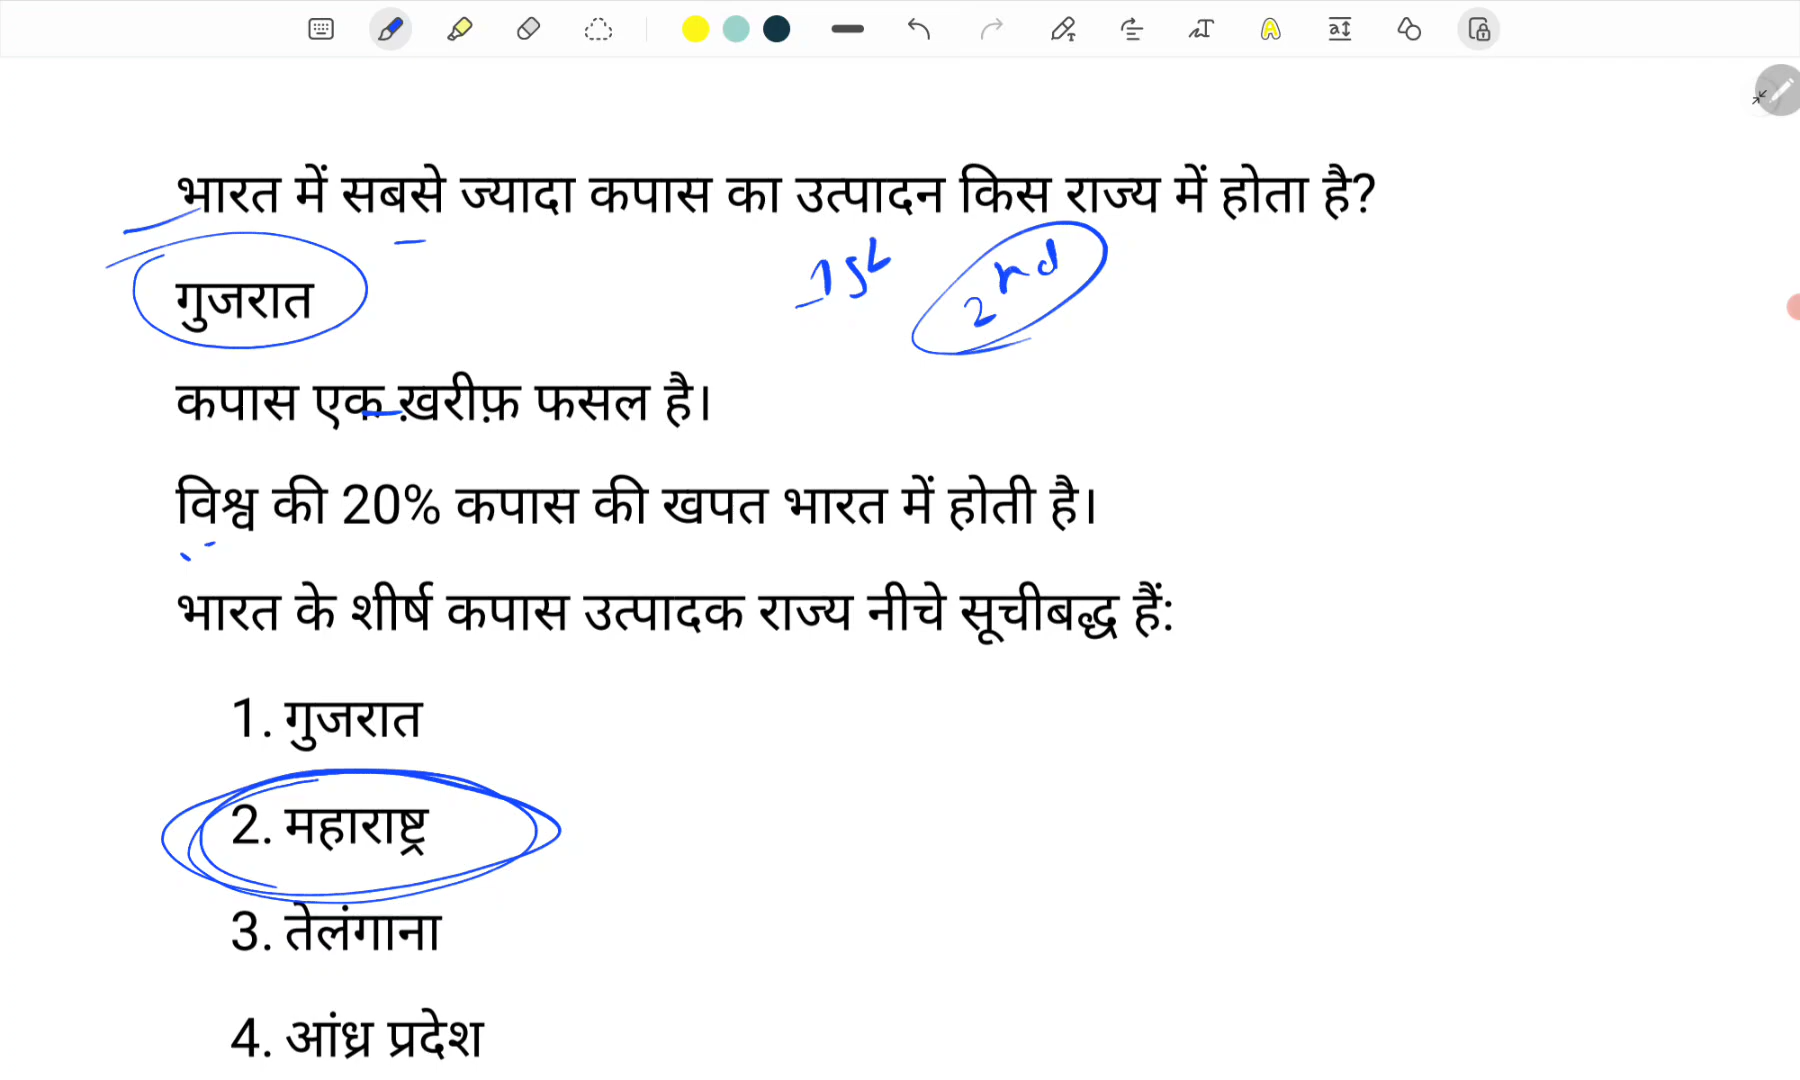 भारत में सबसे ज्यादा कपास का उत्पादन किस राज्य में होता है?
1st 2nd
गुजरात
कपास एक ख़रीफ़ फसल है।
विश्व की 20% कपास की खपत भारत में होती है।
भारत के शीर्ष कपास उत्पादक राज्य नीचे सूचीबद्ध हैं:
1. गुजरात
2. महाराष्ट्र
3. तेलंगाना
4. आंध्र प्रदेश